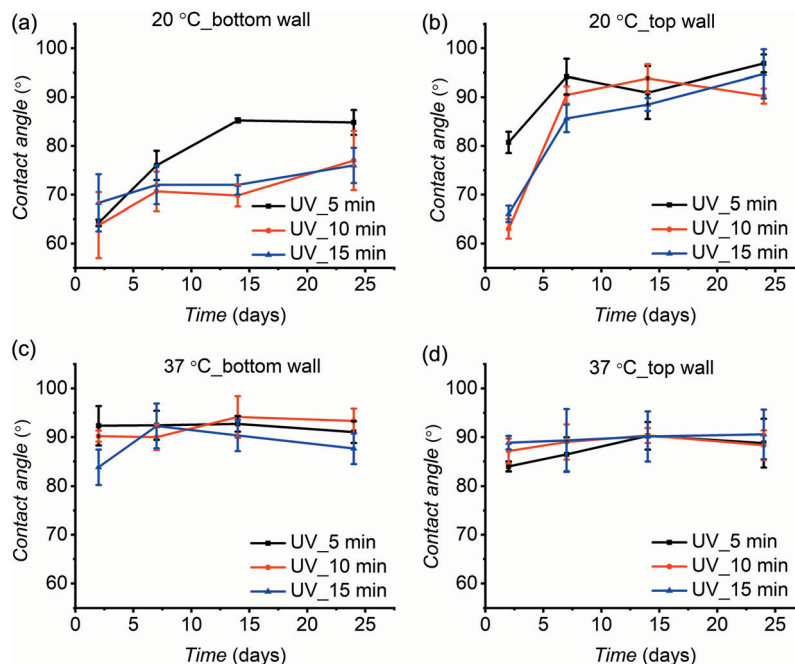 (a)
20 °C_bottom wall
Contact angle (°)
100
95
90
85
80
75
70
65
60
UV_5 min
UV_10 min
UV_15 min
0 5 10 15 20 25
Time (days)
(b)
20 °C_top wall
Contact angle (°)
100
90
80
70
60
UV_5 min
UV_10 min
UV_15 min
0 5 10 15 20 25
Time (days)
(c)
37 °C_bottom wall
Contact angle (°)
100
90
80
70
60
UV_5 min
UV_10 min
UV_15 min
0 5 10 15 20 25
Time (days)
(d)
37 °C_top wall
Contact angle (°)
100
90
80
70
60
UV_5 min
UV_10 min
UV_15 min
0 5 10 15 20 25
Time (days)